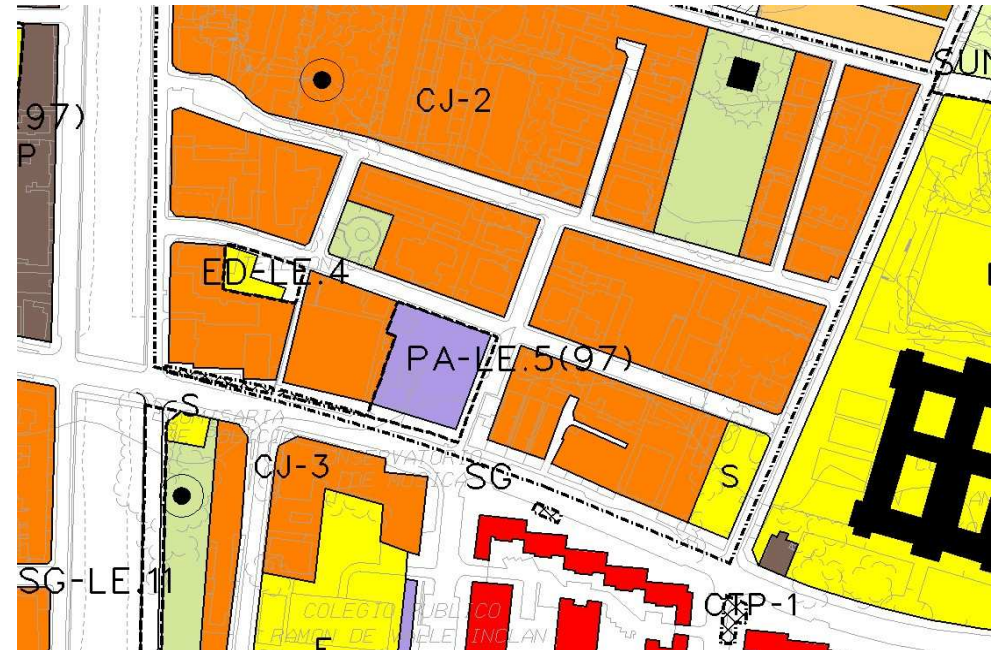 SUN
CJ-2
97)
P
ED-LE.4
PA-LE.5(97)
S
CJ-3
SG
S
SG-LE.11
CTP-1
COLEGIO PUBLICO
RAMON DE VALLE INCLAN